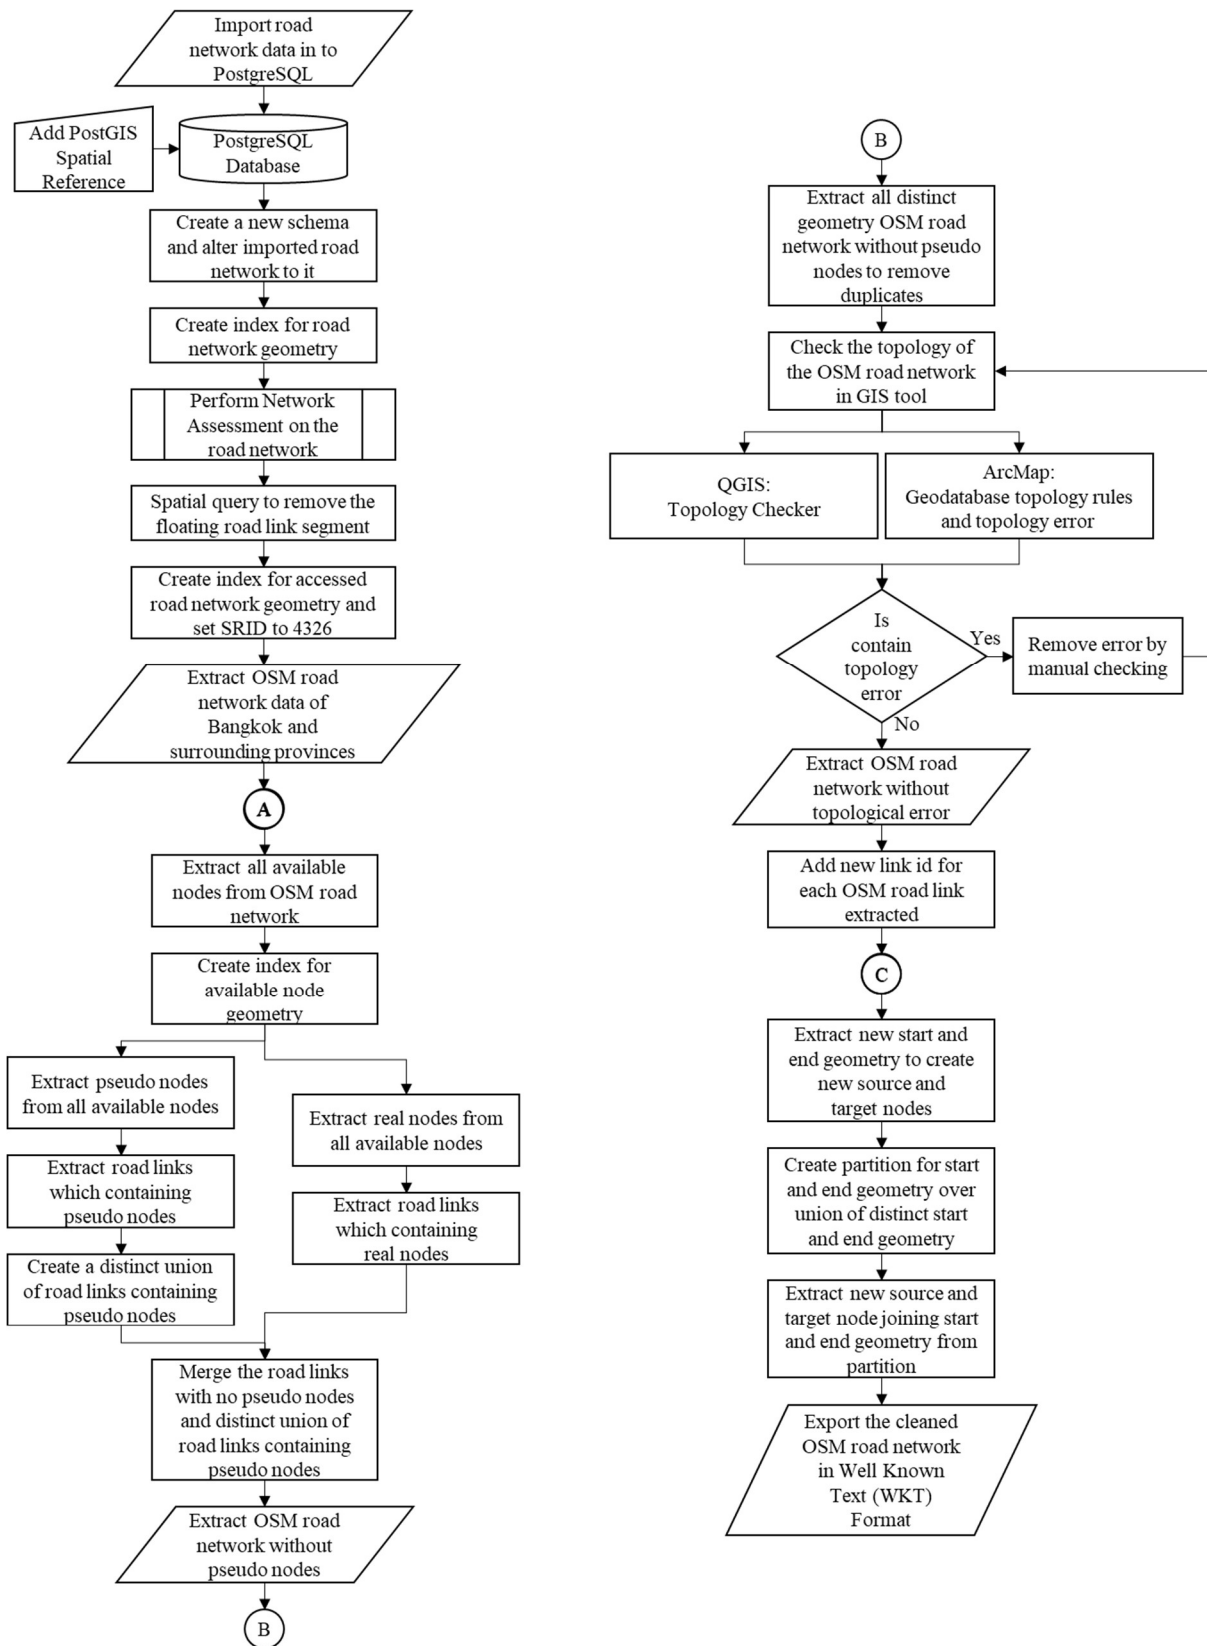 Import road
network data in to
PostgreSQL
Add PostGIS
Spatial
Reference
PostgreSQL
Database
Create a new schema
and alter imported road
network to it
Create index for road
network geometry
Perform Network
Assessment on the
road network
Spatial query to remove the
floating road link segment
Create index for accessed
road network geometry and
set SRID to 4326
Extract OSM road
network data of
Bangkok and
surrounding provinces
A
Extract all available
nodes from OSM road
network
Create index for
available node
geometry
Extract pseudo nodes
from all available nodes
Extract road links
which containing
pseudo nodes
Create a distinct union
of road links containing
pseudo nodes
Extract real nodes from
all available nodes
Extract road links
which containing
real nodes
Merge the road links
with no pseudo nodes
and distinct union of
road links containing
pseudo nodes
Extract OSM road
network without
pseudo nodes
B
B
Extract all distinct
geometry OSM road
network without pseudo
nodes to remove
duplicates
Check the topology of
the OSM road network
in GIS tool
QGIS:
Topology Checker
ArcMap:
Geodatabase topology rules
and topology error
Is
contain
topology
error
Yes
Remove error by
manual checking
No
Extract OSM road
network without
topological error
Add new link id for
each OSM road link
extracted
C
Extract new start and
end geometry to create
new source and
target nodes
Create partition for start
and end geometry over
union of distinct start
and end geometry
Extract new source and
target node joining start
and end geometry from
partition
Export the cleaned
OSM road network
in Well Known
Text (WKT)
Format